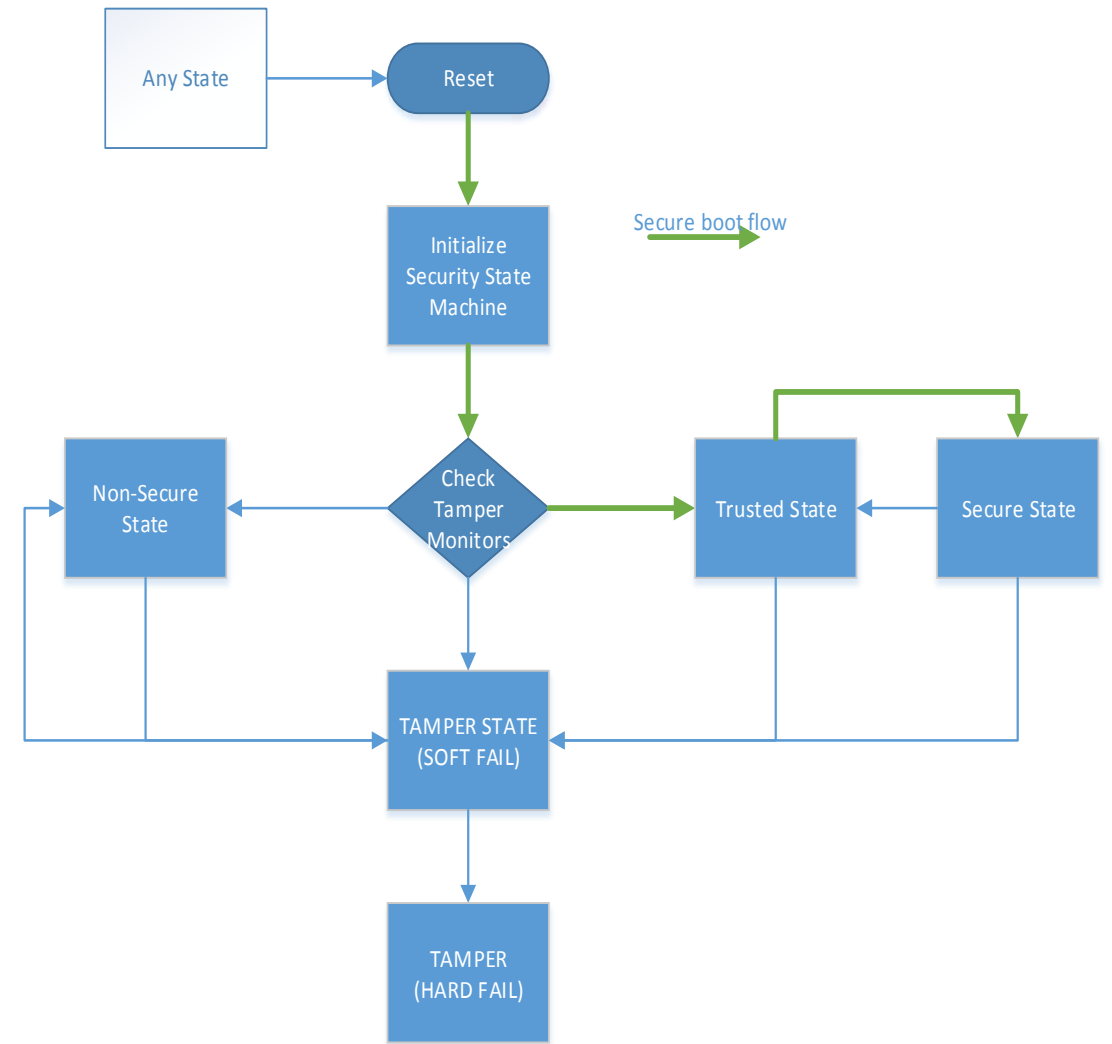 Any State
Reset
Initialize
Security State
Machine
Secure boot flow
Non-Secure
State
Check
Tamper
Monitors
Trusted State
Secure State
TAMPER STATE
(SOFT FAIL)
TAMPER
(HARD FAIL)